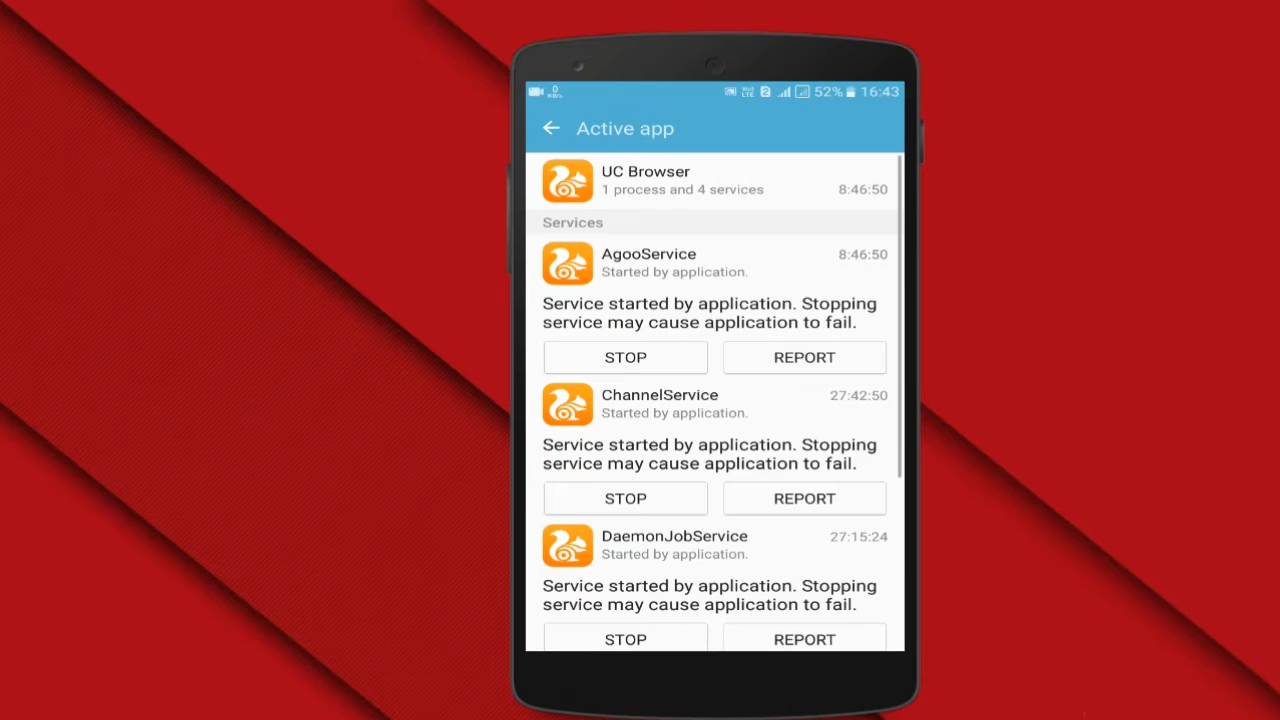 0
KB/s
VoLTE 2 52% 16:43
Active app
UC Browser
1 process and 4 services 8:46:50
Services
AgooService 8:46:50
Started by application.
Service started by application. Stopping
service may cause application to fail.
STOP REPORT
ChannelService 27:42:50
Started by application.
Service started by application. Stopping
service may cause application to fail.
STOP REPORT
DaemonJobService 27:15:24
Started by application.
Service started by application. Stopping
service may cause application to fail.
STOP REPORT